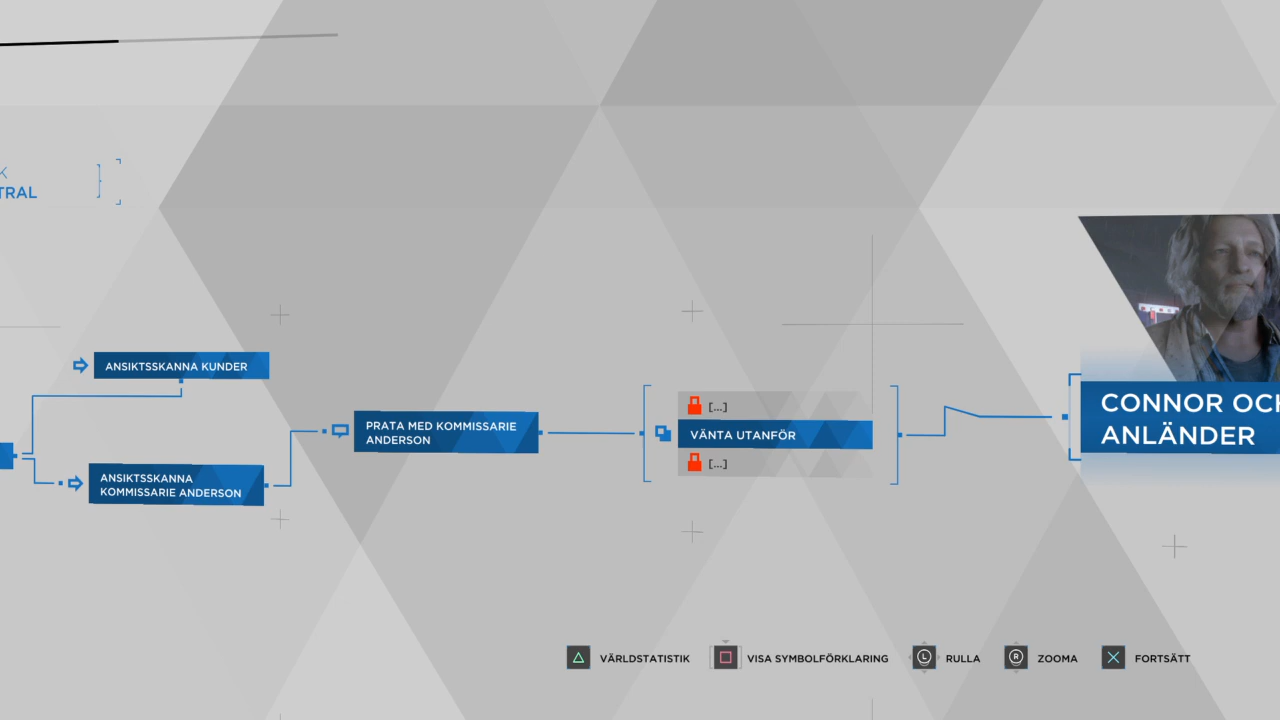 TRAL
ANSIKTSSKANNA KUNDER
ANSIKTSSKANNA
KOMMISSARIE ANDERSON
PRATA MED KOMMISSARIE
ANDERSON
[...]
VÄNTA UTANFÖR
[...]
CONNOR OCH
ANLÄNDER
VÄRLDSTATISTIK
VISA SYMBOLFÖRKLARING
L
RULLA
R
ZOOMA
FORTSÄTT